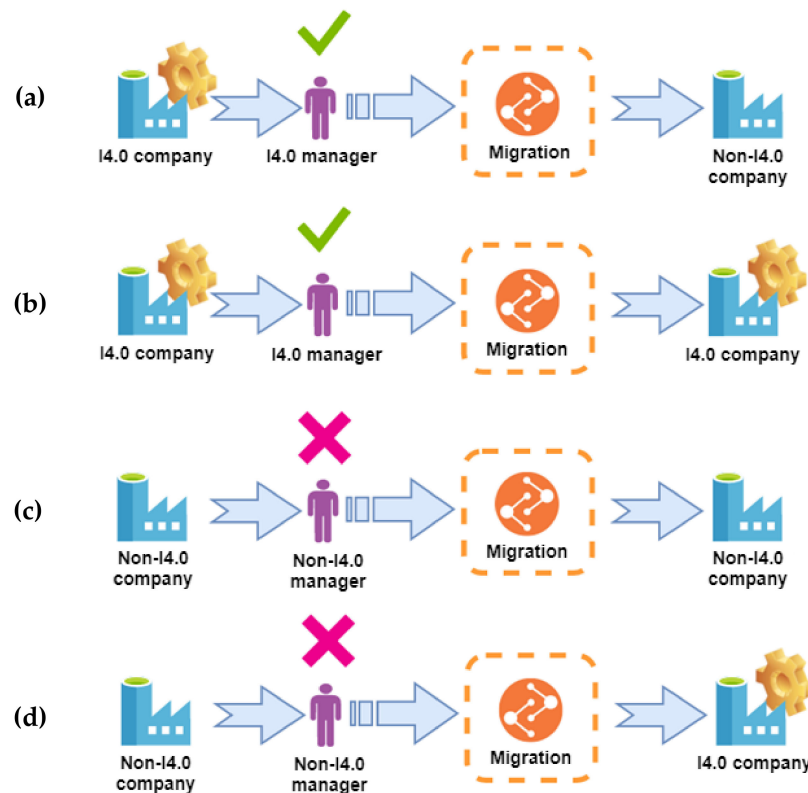 (a)
I4.0 company
I4.0 manager
Migration
Non-I4.0
company
(b)
I4.0 company
I4.0 manager
Migration
I4.0 company
(c)
Non-I4.0
company
Non-I4.0
manager
Migration
Non-I4.0
company
(d)
Non-I4.0
company
Non-I4.0
manager
Migration
I4.0 company